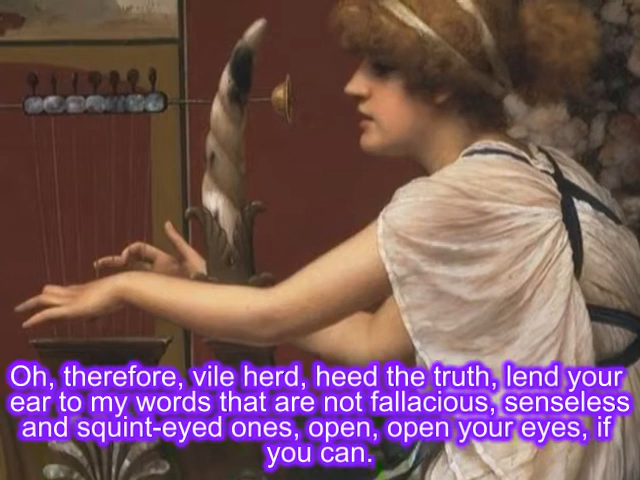 Oh, therefore, vile herd, heed the truth, lend your
ear to my words that are not fallacious, senseless
and squint-eyed ones, open, open your eyes, if
you can.